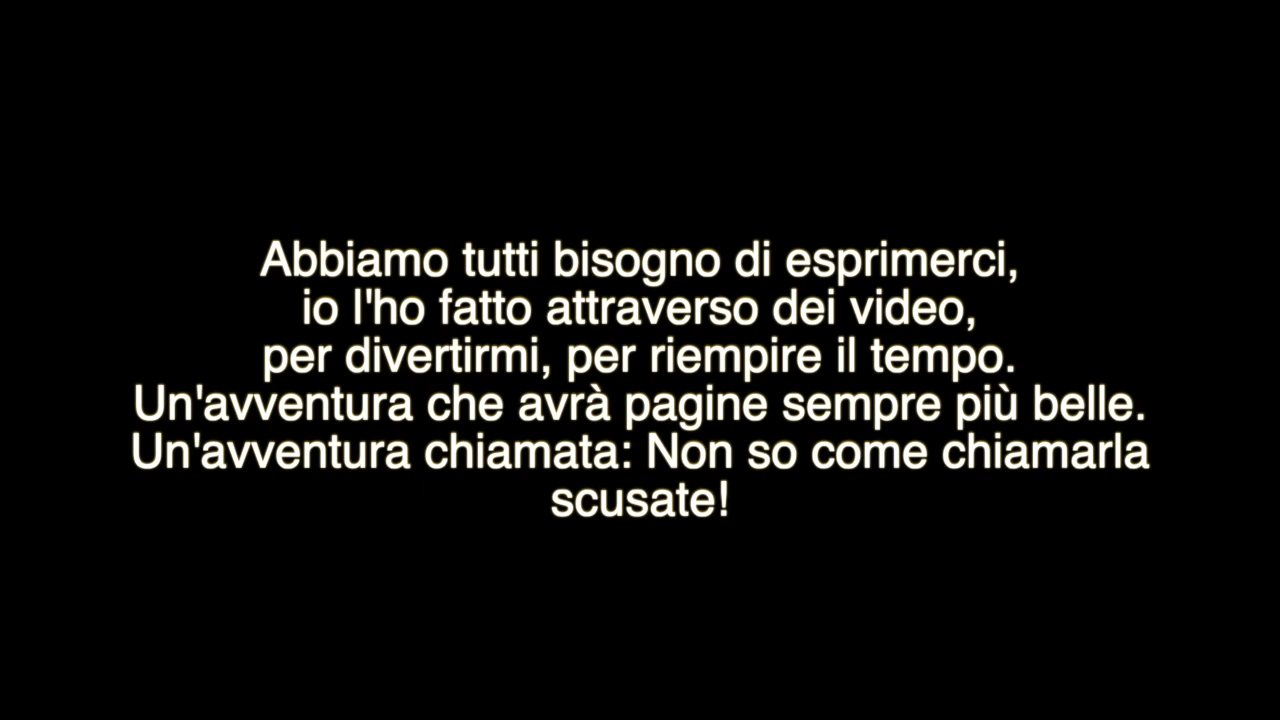 Abbiamo tutti bisogno di esprimerci,
io l'ho fatto attraverso dei video,
per divertirmi, per riempire il tempo.
Un'avventura che avrà pagine sempre più belle.
Un'avventura chiamata: Non so come chiamarla
scusate!